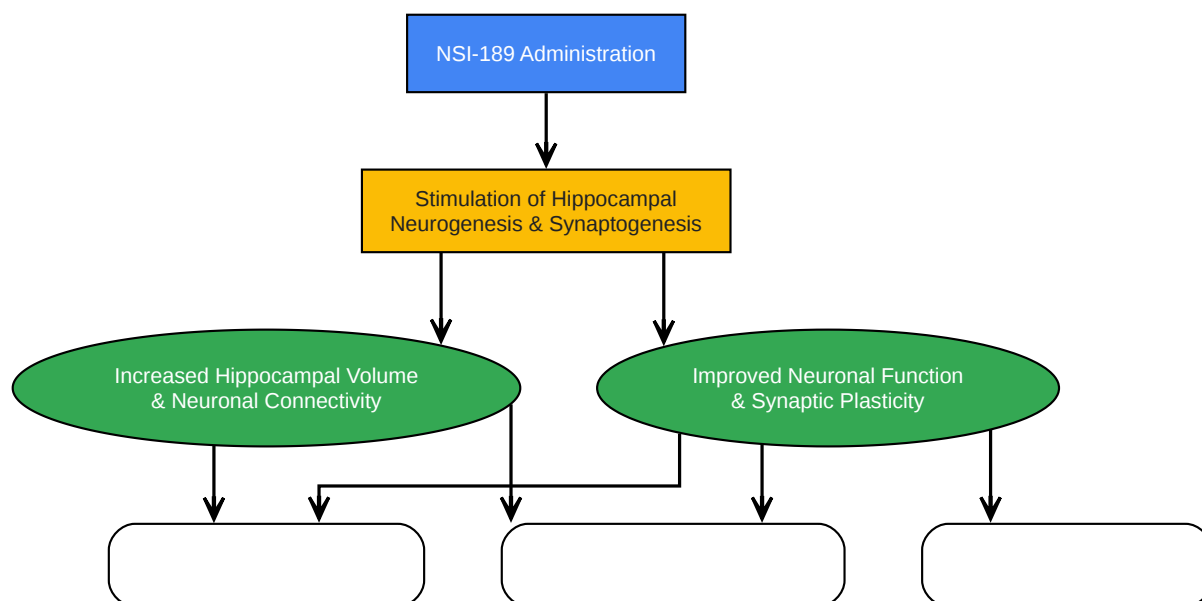 NSI-189 Administration
Stimulation of Hippocampal
Neurogenesis & Synaptogenesis
Increased Hippocampal Volume
& Neuronal Connectivity
Improved Neuronal Function
& Synaptic Plasticity